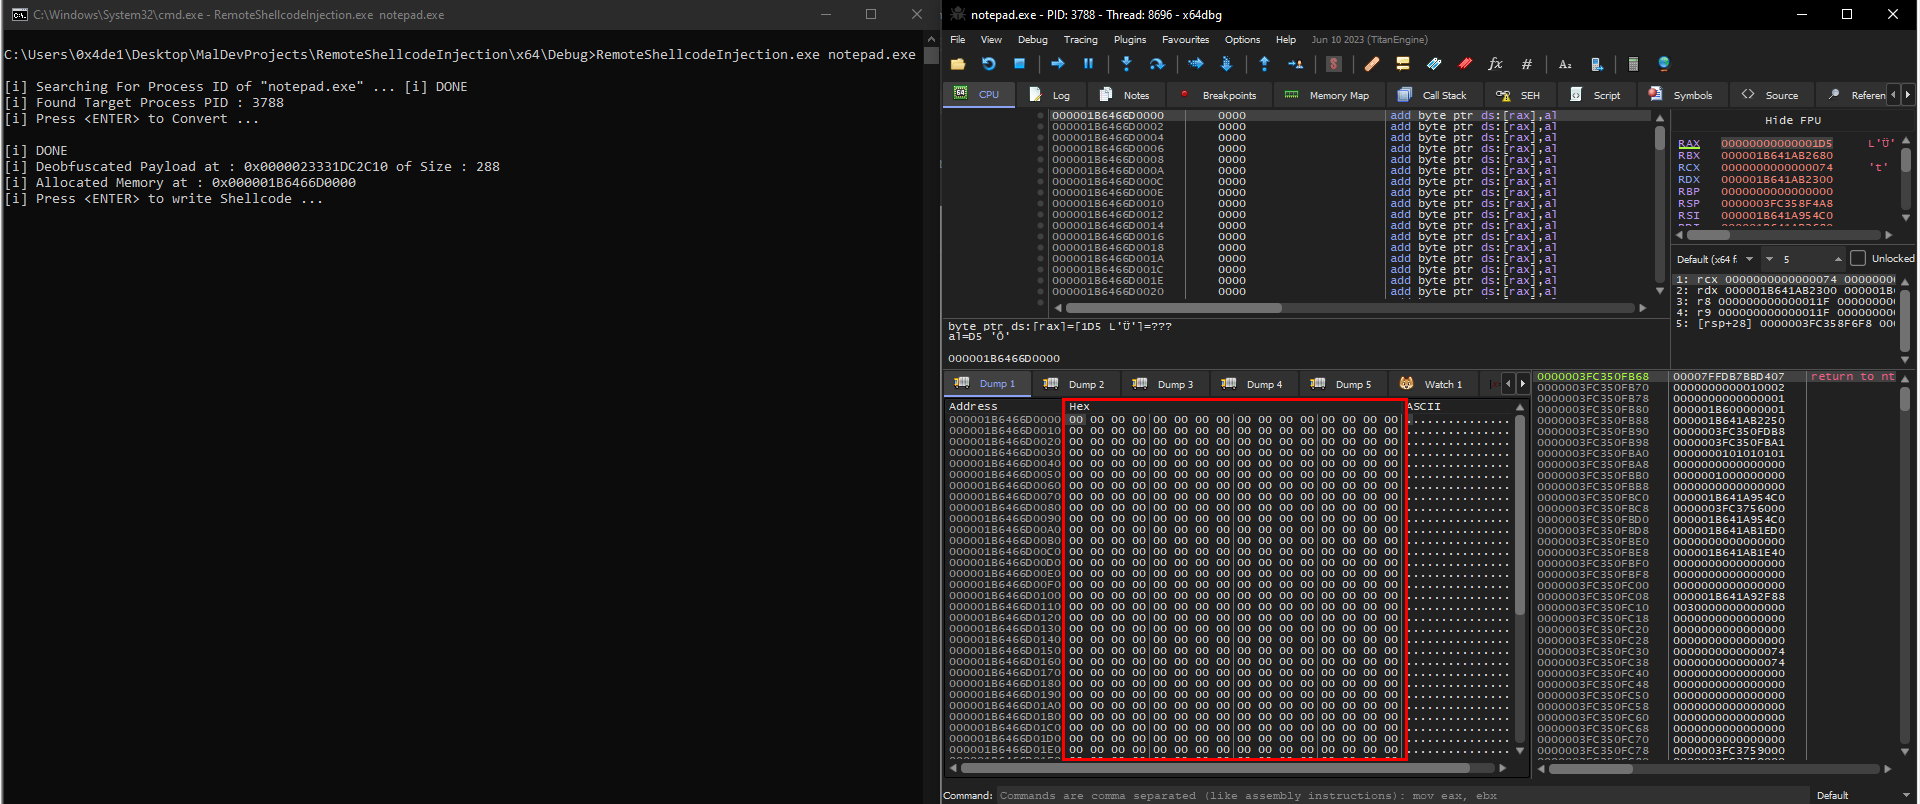 C:\Windows\System32\cmd.exe - RemoteShellcodeInjection.exe  notepad.exe
C:\Users\0x4de1\Desktop\MalDevProjects\RemoteShellcodeInjection\x64\Debug>RemoteShellcodeInjection.exe notepad.exe
[i] Searching For Process ID of "notepad.exe" ... [i] DONE
[i] Found Target Process PID : 3788
[i] Press <ENTER> to Convert ...
[i] DONE
[i] Deobfuscated Payload at : 0x0000023331DC2C10 of Size : 288
[i] Allocated Memory at : 0x000001B6466D0000
[i] Press <ENTER> to write Shellcode ...
notepad.exe - PID: 3788 - Thread: 8696 - x64dbg
File View Debug Tracing Plugins Favourites Options Help Jun 10 2023 (TitanEngine)
CPU Log Notes Breakpoints Memory Map Call Stack SEH Script Symbols Source Referen
000001B6466D0000 0000 add byte ptr ds:[rax],al
000001B6466D0002 0000 add byte ptr ds:[rax],al
000001B6466D0004 0000 add byte ptr ds:[rax],al
000001B6466D0006 0000 add byte ptr ds:[rax],al
000001B6466D0008 0000 add byte ptr ds:[rax],al
000001B6466D000A 0000 add byte ptr ds:[rax],al
000001B6466D000C 0000 add byte ptr ds:[rax],al
000001B6466D000E 0000 add byte ptr ds:[rax],al
000001B6466D0010 0000 add byte ptr ds:[rax],al
000001B6466D0012 0000 add byte ptr ds:[rax],al
000001B6466D0014 0000 add byte ptr ds:[rax],al
000001B6466D0016 0000 add byte ptr ds:[rax],al
000001B6466D0018 0000 add byte ptr ds:[rax],al
000001B6466D001A 0000 add byte ptr ds:[rax],al
000001B6466D001C 0000 add byte ptr ds:[rax],al
000001B6466D001E 0000 add byte ptr ds:[rax],al
000001B6466D0020 0000 add byte ptr ds:[rax],al
Hide FPU
RAX 00000000000001D5 L'Ǖ'
RBX 000001B641AB2680
RCX 0000000000000074 't'
RDX 000001B641AB2300
RBP 0000000000000000
RSP 0000003FC358F4A8
RSI 000001B641A954C0
Default (x64 f 5 Unlocked
1: rcx 0000000000000074 00000000
2: rdx 000001B641AB2300 000001B6
3: r8 000000000000011F 00000000
4: r9 000000000000011F 00000000
5: [rsp+28] 0000003FC358F6F8 000
byte ptr ds:[rax]=[1D5 L'Ǖ']=???
al=D5 'Õ'
000001B6466D0000
Dump 1 Dump 2 Dump 3 Dump 4 Dump 5 Watch 1
Address Hex ASCII
000001B6466D0000 00 00 00 00 00 00 00 00 00 00 00 00 00 00 00 00 ................
000001B6466D0010 00 00 00 00 00 00 00 00 00 00 00 00 00 00 00 00 ................
000001B6466D0020 00 00 00 00 00 00 00 00 00 00 00 00 00 00 00 00 ................
000001B6466D0030 00 00 00 00 00 00 00 00 00 00 00 00 00 00 00 00 ................
000001B6466D0040 00 00 00 00 00 00 00 00 00 00 00 00 00 00 00 00 ................
000001B6466D0050 00 00 00 00 00 00 00 00 00 00 00 00 00 00 00 00 ................
000001B6466D0060 00 00 00 00 00 00 00 00 00 00 00 00 00 00 00 00 ................
000001B6466D0070 00 00 00 00 00 00 00 00 00 00 00 00 00 00 00 00 ................
000001B6466D0080 00 00 00 00 00 00 00 00 00 00 00 00 00 00 00 00 ................
000001B6466D0090 00 00 00 00 00 00 00 00 00 00 00 00 00 00 00 00 ................
000001B6466D00A0 00 00 00 00 00 00 00 00 00 00 00 00 00 00 00 00 ................
000001B6466D00B0 00 00 00 00 00 00 00 00 00 00 00 00 00 00 00 00 ................
000001B6466D00C0 00 00 00 00 00 00 00 00 00 00 00 00 00 00 00 00 ................
000001B6466D00D0 00 00 00 00 00 00 00 00 00 00 00 00 00 00 00 00 ................
000001B6466D00E0 00 00 00 00 00 00 00 00 00 00 00 00 00 00 00 00 ................
000001B6466D00F0 00 00 00 00 00 00 00 00 00 00 00 00 00 00 00 00 ................
000001B6466D0100 00 00 00 00 00 00 00 00 00 00 00 00 00 00 00 00 ................
000001B6466D0110 00 00 00 00 00 00 00 00 00 00 00 00 00 00 00 00 ................
000001B6466D0120 00 00 00 00 00 00 00 00 00 00 00 00 00 00 00 00 ................
000001B6466D0130 00 00 00 00 00 00 00 00 00 00 00 00 00 00 00 00 ................
000001B6466D0140 00 00 00 00 00 00 00 00 00 00 00 00 00 00 00 00 ................
000001B6466D0150 00 00 00 00 00 00 00 00 00 00 00 00 00 00 00 00 ................
000001B6466D0160 00 00 00 00 00 00 00 00 00 00 00 00 00 00 00 00 ................
000001B6466D0170 00 00 00 00 00 00 00 00 00 00 00 00 00 00 00 00 ................
000001B6466D0180 00 00 00 00 00 00 00 00 00 00 00 00 00 00 00 00 ................
000001B6466D0190 00 00 00 00 00 00 00 00 00 00 00 00 00 00 00 00 ................
000001B6466D01A0 00 00 00 00 00 00 00 00 00 00 00 00 00 00 00 00 ................
000001B6466D01B0 00 00 00 00 00 00 00 00 00 00 00 00 00 00 00 00 ................
000001B6466D01C0 00 00 00 00 00 00 00 00 00 00 00 00 00 00 00 00 ................
000001B6466D01D0 00 00 00 00 00 00 00 00 00 00 00 00 00 00 00 00 ................
000001B6466D01E0 00 00 00 00 00 00 00 00 00 00 00 00 00 00 00 00 ................
0000003FC350FB68 00007FFDB7BBD407 return to nt
0000003FC350FB70 0000000000010002
0000003FC350FB78 0000000000000001
0000003FC350FB80 000001B600000001
0000003FC350FB88 000001B641AB2250
0000003FC350FB90 0000003FC350FDB8
0000003FC350FB98 0000003FC350FBA1
0000003FC350FBA0 0000000101010101
0000003FC350FBA8 0000000000000000
0000003FC350FBB0 0000001000000000
0000003FC350FBB8 0000000000000000
0000003FC350FBC0 000001B641A954C0
0000003FC350FBC8 0000003FC3756000
0000003FC350FBD0 000001B641A954C0
0000003FC350FBD8 000001B641AB1ED0
0000003FC350FBE0 0000000000000000
0000003FC350FBE8 000001B641AB1E40
0000003FC350FBF0 0000000000000000
0000003FC350FBF8 0000000000000000
0000003FC350FC00 0000000000000000
0000003FC350FC08 000001B641A92F88
0000003FC350FC10 0030000000000000
0000003FC350FC18 0000000000000000
0000003FC350FC20 0000000000000000
0000003FC350FC28 0000000000000000
0000003FC350FC30 0000000000000074
0000003FC350FC38 0000000000000074
0000003FC350FC40 0000000000000000
0000003FC350FC48 0000000000000000
0000003FC350FC50 0000000000000000
0000003FC350FC58 0000000000000000
0000003FC350FC60 0000000000000000
0000003FC350FC68 0000000000000000
0000003FC350FC70 0000000000000000
0000003FC350FC78 0000003FC3759000
Command: Commands are comma separated (like assembly instructions): mov eax, ebx
Default